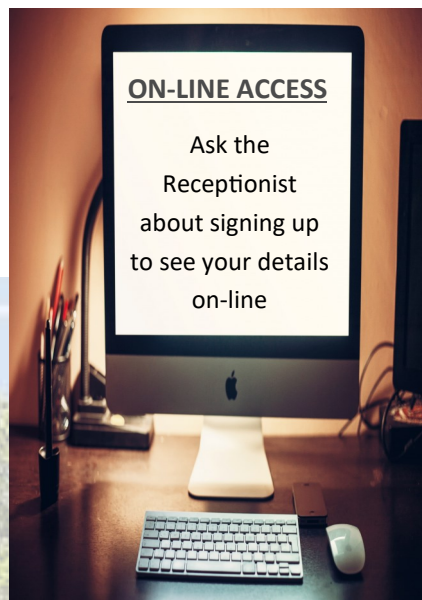 ON-LINE ACCESS
Ask the
Receptionist
about signing up
to see your details
on-line